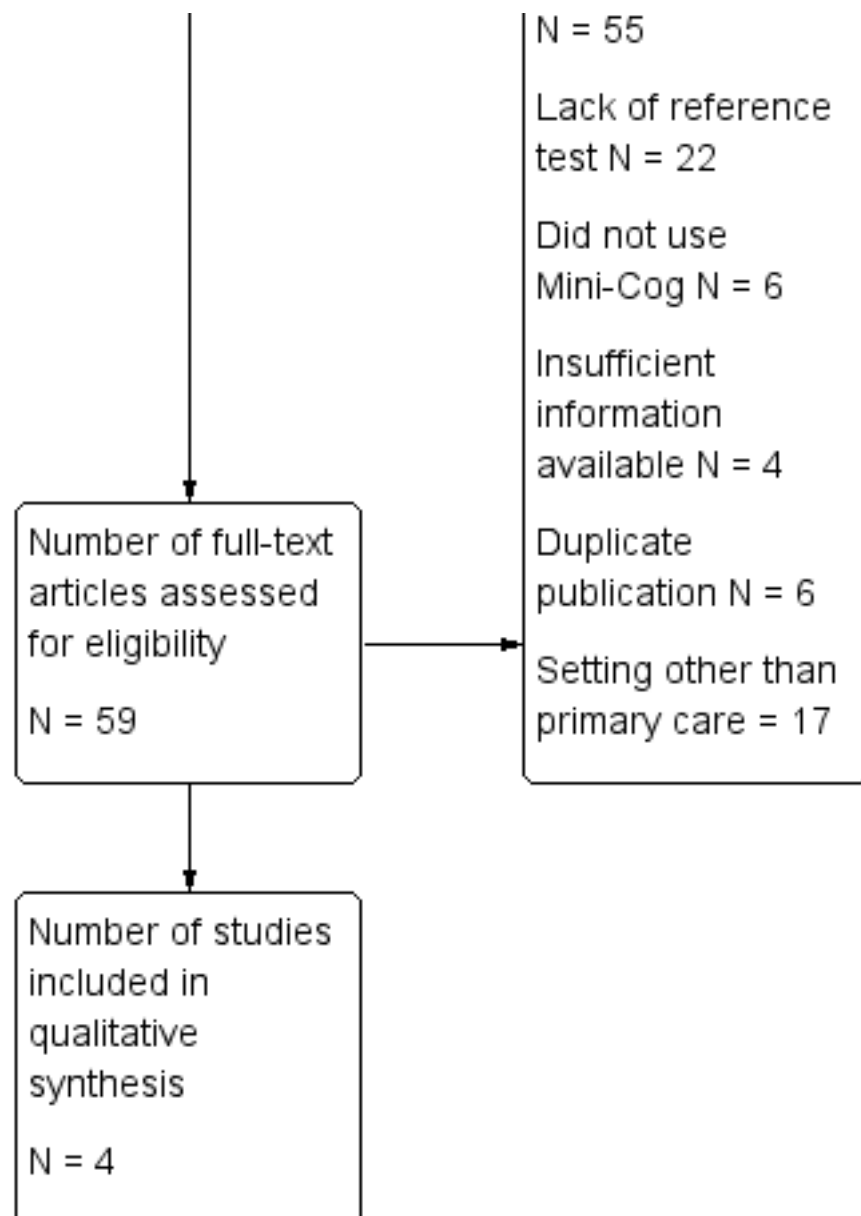 N = 55
Lack of reference
test N = 22
Did not use
Mini-Cog N = 6
Insufficient
information
available N = 4
Duplicate
publication N = 6
Setting other than
primary care = 17
Number of full-text
articles assessed
for eligibility
N = 59
Number of studies
included in
qualitative
synthesis
N = 4